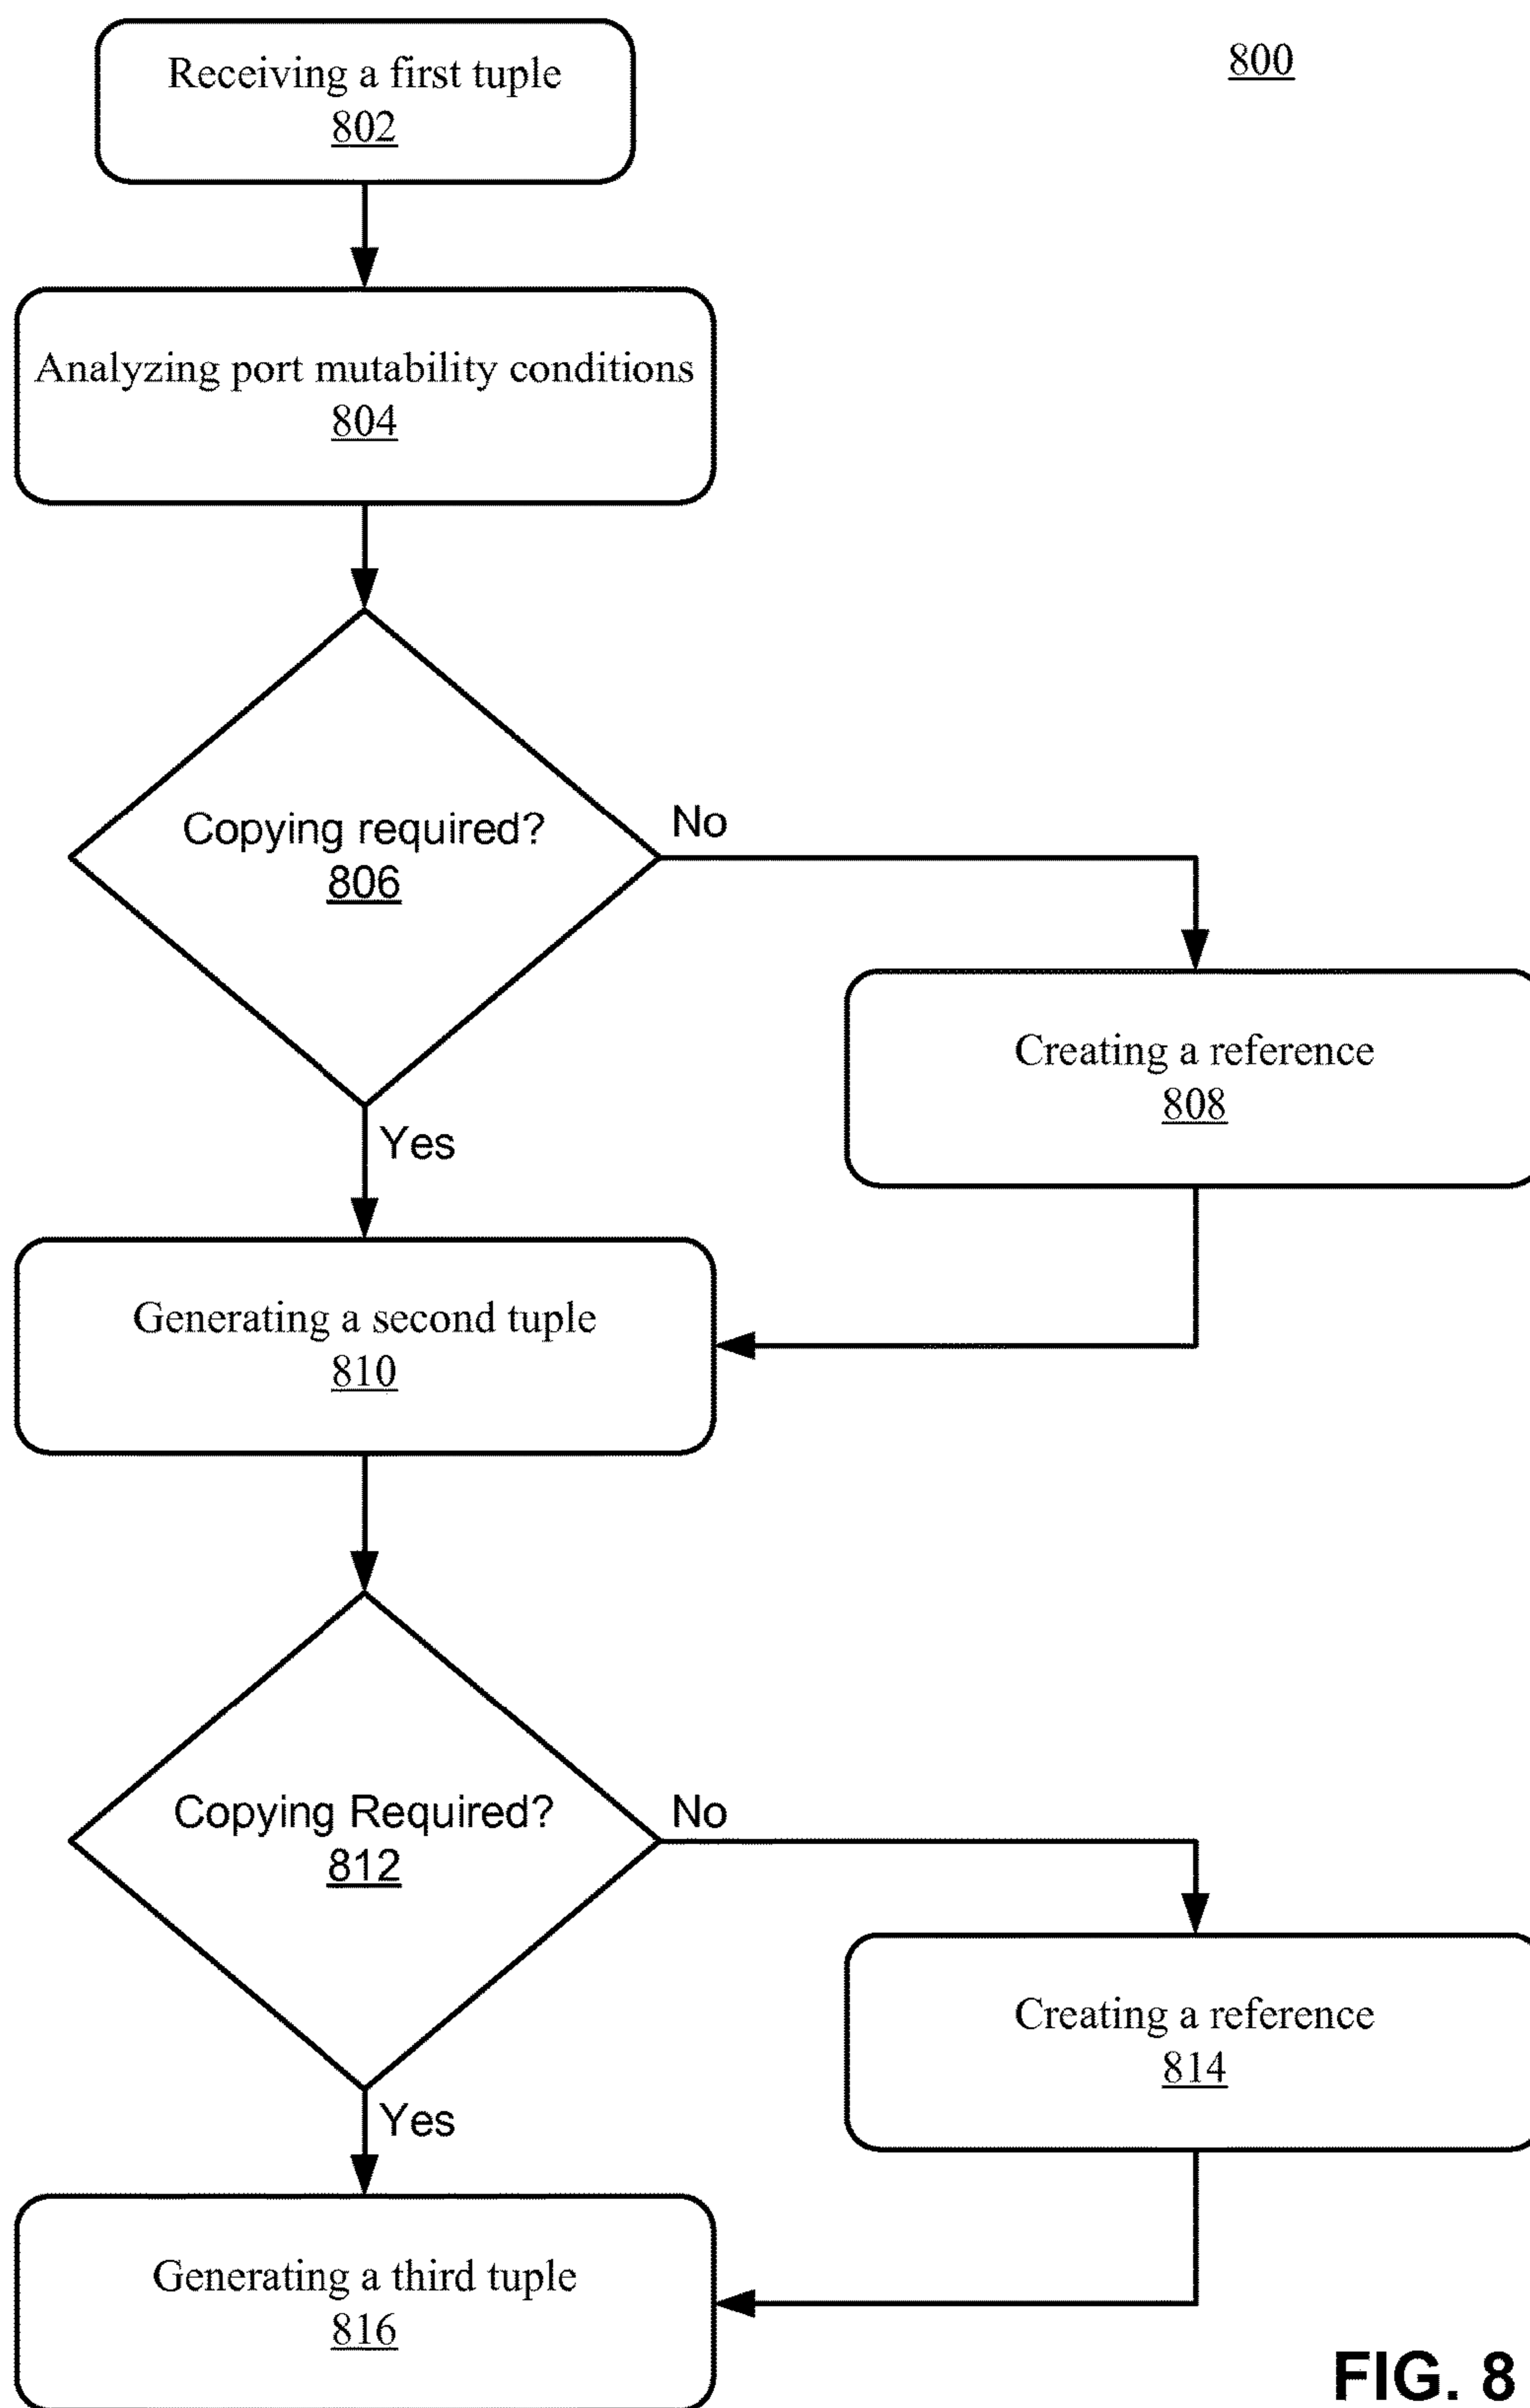 800
Receiving a first tuple
802
Analyzing port mutability conditions
804
Copying required?
806
No
Creating a reference
808
Yes
Generating a second tuple
810
Copying Required?
812
No
Creating a reference
814
Yes
Generating a third tuple
816
FIG. 8